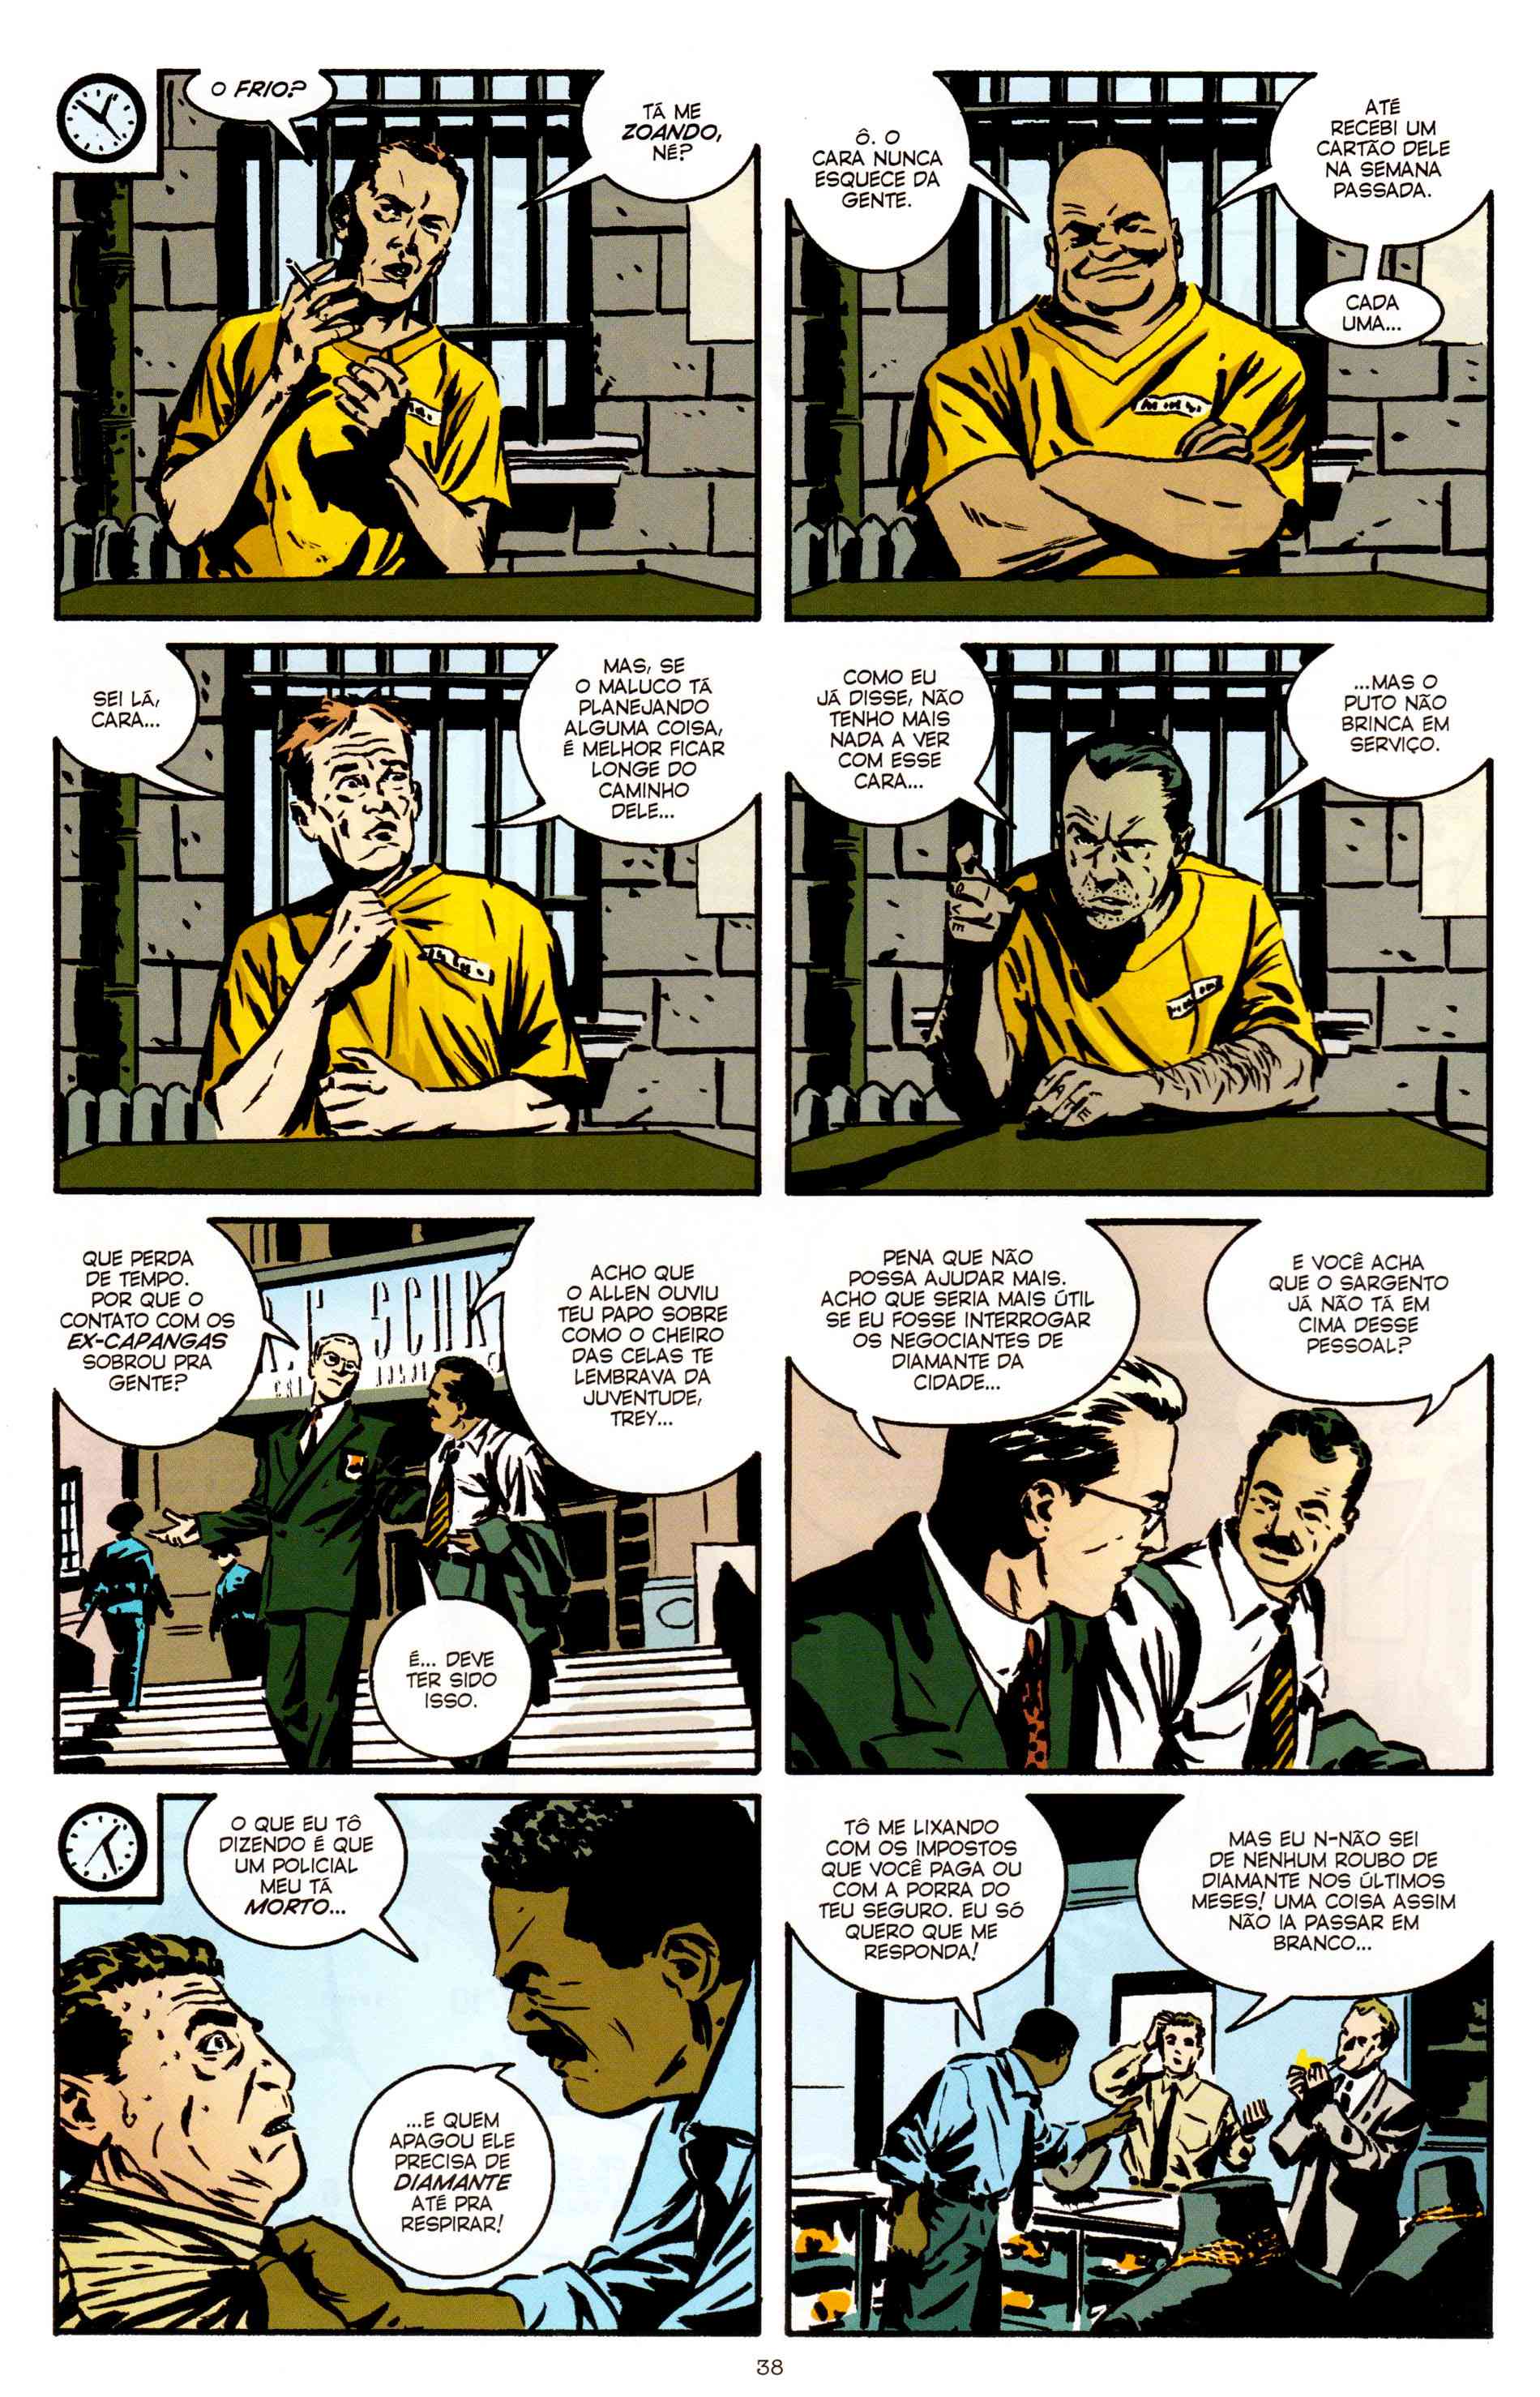 O FRIO?
TÁ ME
ZOANDO,
NÉ?
Ô. O
CARA NUNCA
ESQUECE DA
GENTE.
ATÉ
RECEBI UM
CARTÃO DELE
NA SEMANA
PASSADA.
CADA
UMA...
SEI LÁ,
CARA...
MAS, SE
O MALUCO TÁ
PLANEJANDO
ALGUMA COISA,
É MELHOR FICAR
LONGE DO
CAMINHO
DELE...
COMO EU
JÁ DISSE, NÃO
TENHO MAIS
NADA A VER
COM ESSE
CARA...
...MAS O
PUTO NÃO
BRINCA EM
SERVIÇO.
QUE PERDA
DE TEMPO.
POR QUE O
CONTATO COM OS
EX-CAPANGAS
SOBROU PRA
GENTE?
ACHO QUE
O ALLEN OUVIU
TEU PAPO SOBRE
COMO O CHEIRO
DAS CELAS TE
LEMBRAVA DA
JUVENTUDE,
TREY...
É... DEVE
TER SIDO
ISSO.
PENA QUE NÃO
POSSA AJUDAR MAIS.
ACHO QUE SERIA MAIS ÚTIL
SE EU FOSSE INTERROGAR
OS NEGOCIANTES DE
DIAMANTE DA
CIDADE...
E VOCÊ ACHA
QUE O SARGENTO
JÁ NÃO TÁ EM
CIMA DESSE
PESSOAL?
O QUE EU TÔ
DIZENDO É QUE
UM POLICIAL
MEU TÁ
MORTO...
...E QUEM
APAGOU ELE
PRECISA DE
DIAMANTE
ATÉ PRA
RESPIRAR!
TÔ ME LIXANDO
COM OS IMPOSTOS
QUE VOCÊ PAGA OU
COM A PORRA DO
TEU SEGURO. EU SÓ
QUERO QUE ME
RESPONDA!
MAS EU N-NÃO SEI
DE NENHUM ROUBO DE
DIAMANTE NOS ÚLTIMOS
MESES! UMA COISA ASSIM
NÃO IA PASSAR EM
BRANCO...
38